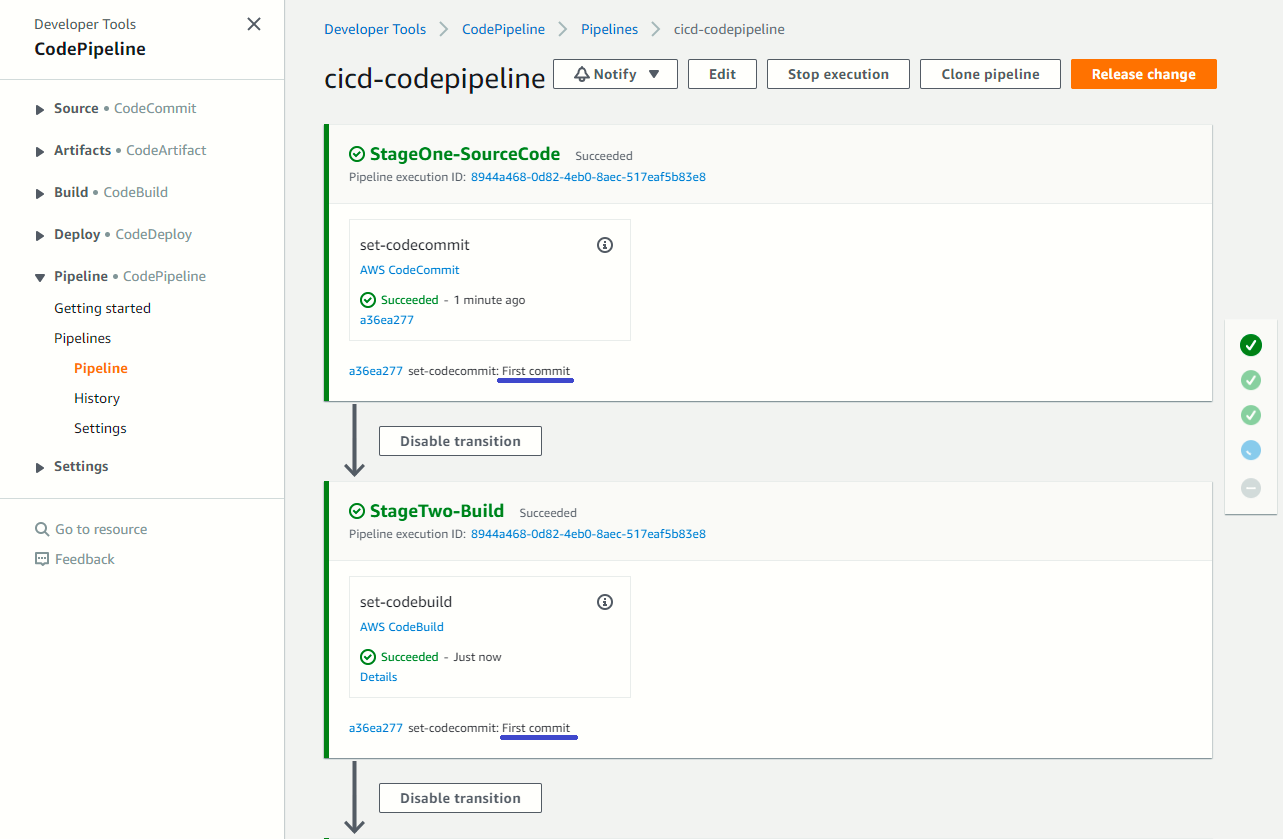 Developer Tools
CodePipeline
Source • CodeCommit
Artifacts • CodeArtifact
Build • CodeBuild
Deploy • CodeDeploy
Pipeline • CodePipeline
Getting started
Pipelines
Pipeline
History
Settings
Settings
Go to resource
Feedback
Developer Tools > CodePipeline > Pipelines > cicd-codepipeline
cicd-codepipeline Notify Edit Stop execution Clone pipeline Release change
StageOne-SourceCode Succeeded
Pipeline execution ID: 8944a468-0d82-4eb0-8aec-517eaf5b83e8
set-codecommit
AWS CodeCommit
Succeeded - 1 minute ago
a36ea277
a36ea277 set-codecommit: First commit
Disable transition
StageTwo-Build Succeeded
Pipeline execution ID: 8944a468-0d82-4eb0-8aec-517eaf5b83e8
set-codebuild
AWS CodeBuild
Succeeded - Just now
Details
a36ea277 set-codecommit: First commit
Disable transition